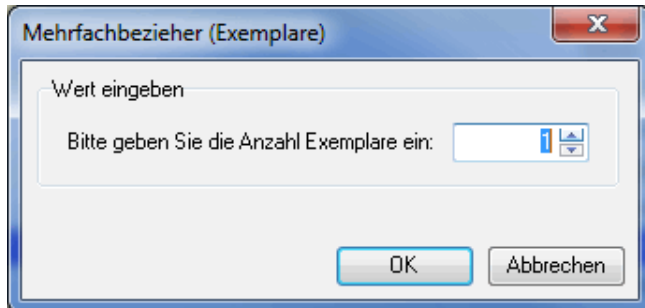 Mehrfachbezieher (Exemplare)
Wert eingeben
Bitte geben Sie die Anzahl Exemplare ein: 1
OK Abbrechen